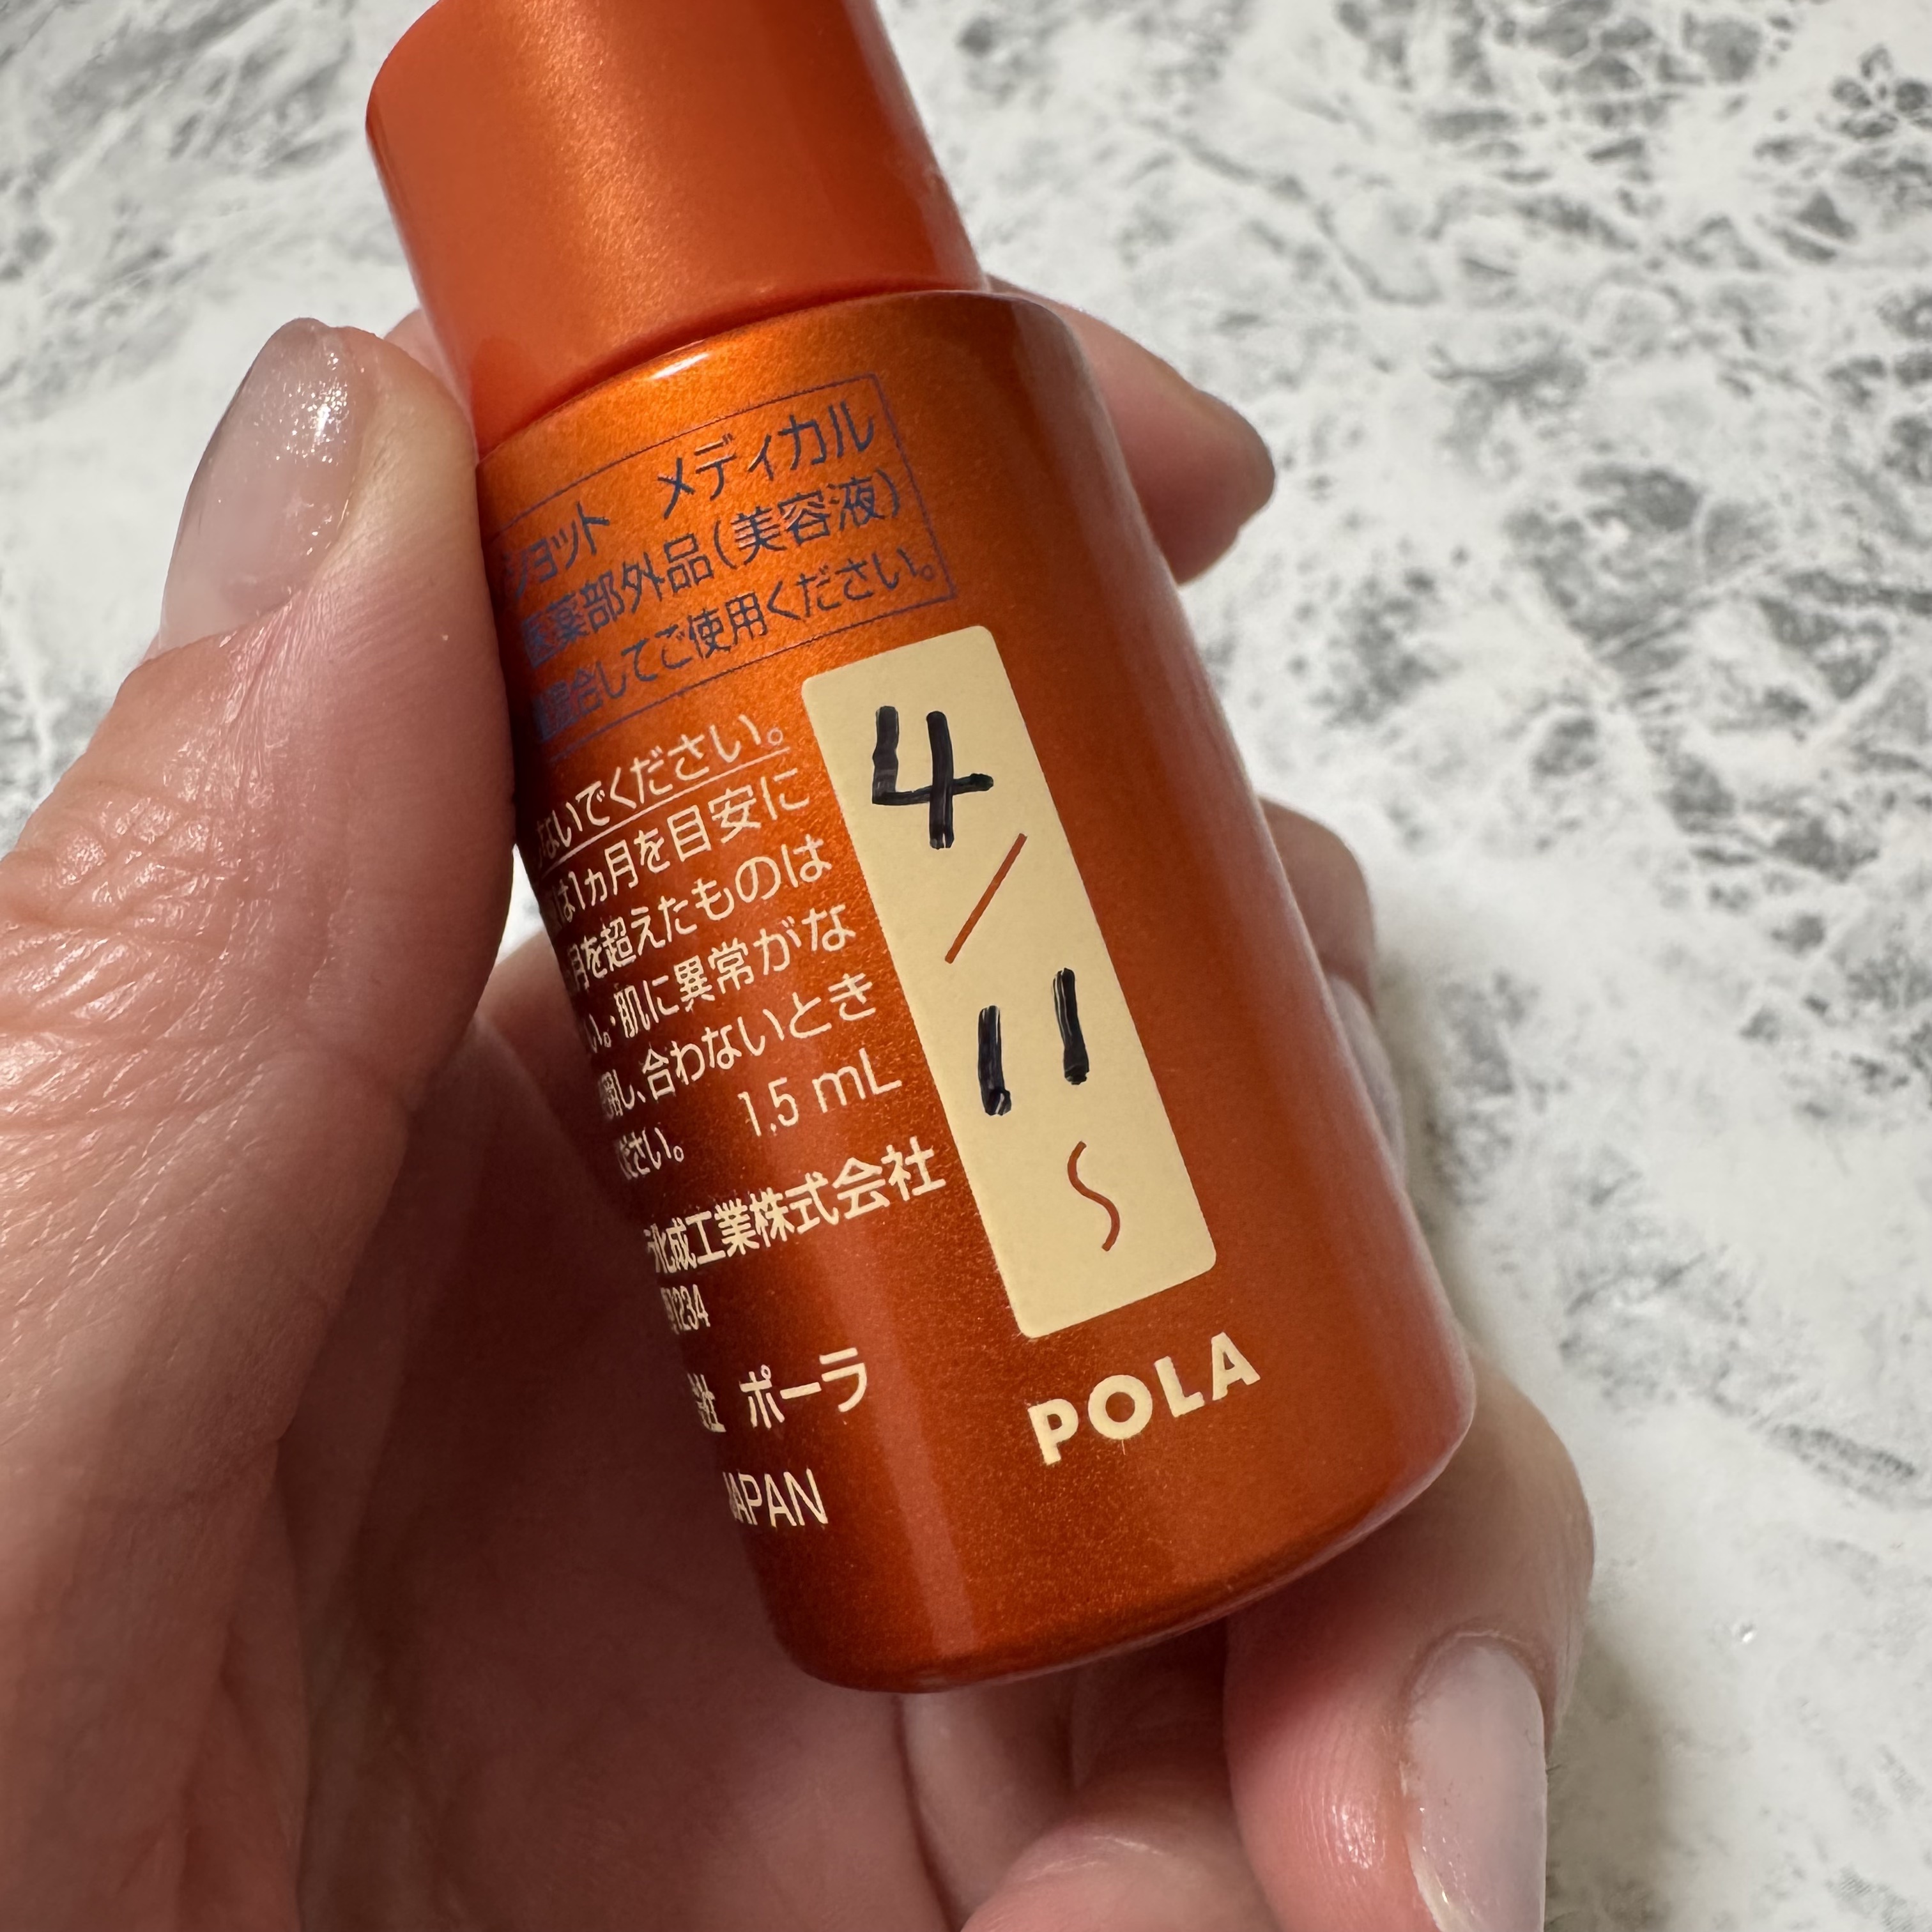 ショット メディカル
医薬部外品(美容液)
混合してご使用ください。
ないでください。
は1ヵ月を目安に
月を超えたものは
い。・肌に異常がな
用し、合わないとき
ださい。 1.5 mL
化成工業株式会社
1234
社 ポーラ
JAPAN
4
/
11
~
POLA